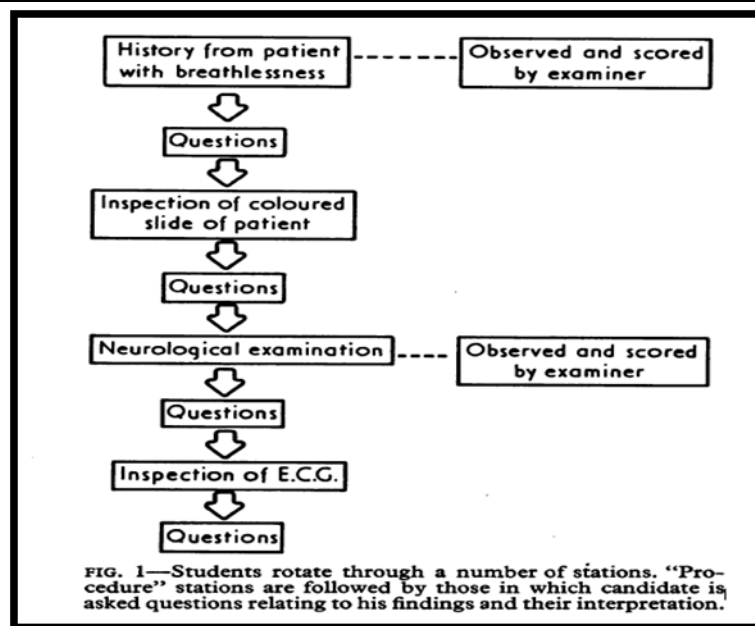 History from patient
with breathlessness
Observed and scored
by examiner
Questions
Inspection of coloured
slide of patient
Questions
Neurological examination
Observed and scored
by examiner
Questions
Inspection of E.C.G.
Questions
FIG. 1—Students rotate through a number of stations. "Pro-
cedure" stations are followed by those in which candidate is
asked questions relating to his findings and their interpretation.